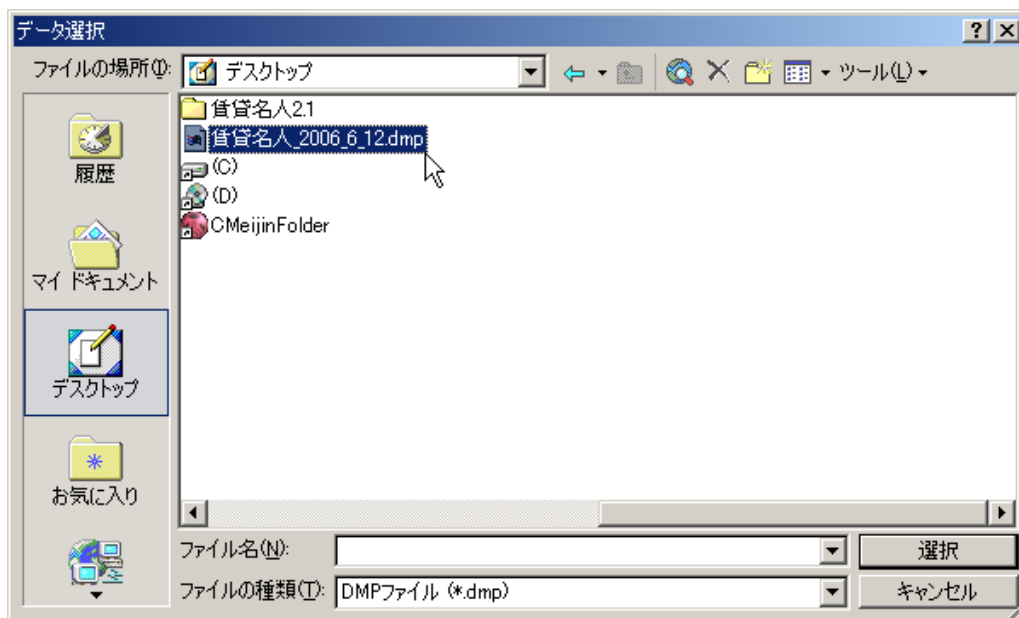 データ選択
ファイルの場所(I):
デスクトップ
ツール(L)
賃貸名人2.1
賃貸名人_2006_6_12.dmp
(C)
(D)
CMeijinFolder
履歴
マイ ドキュメント
デスクトップ
お気に入り
ファイル名(N):
選択
ファイルの種類(T):
DMPファイル (*.dmp)
キャンセル